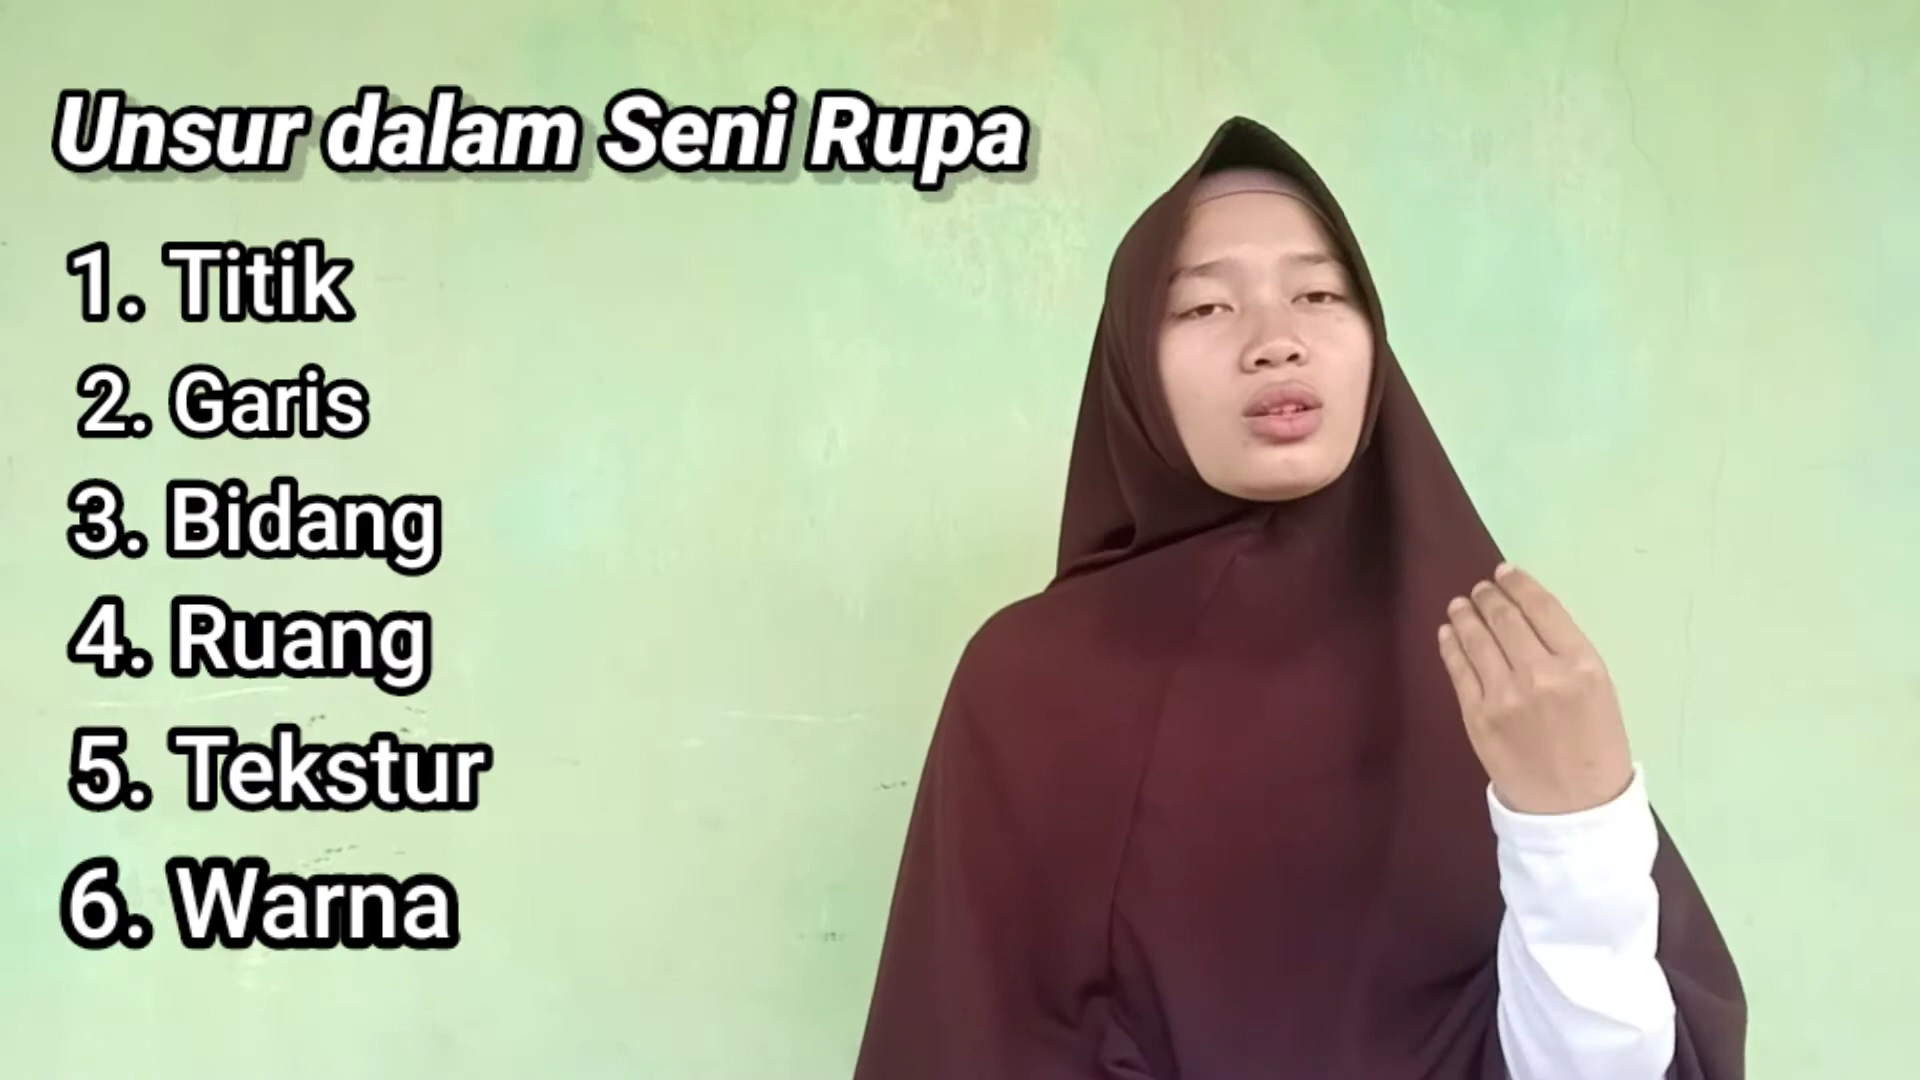 Unsur dalam Seni Rupa
1. Titik
2. Garis
3. Bidang
4. Ruang
5. Tekstur
6. Warna